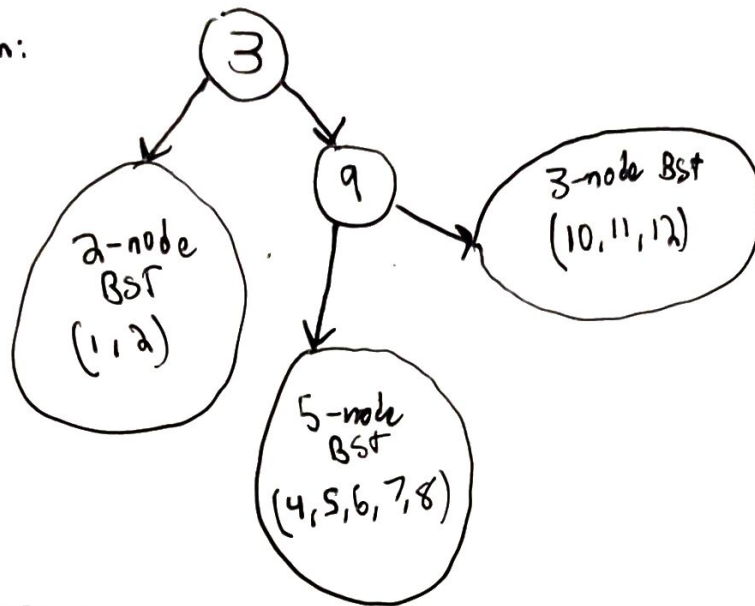 n:
3
9
3-node BST
(10, 11, 12)
2-node
BST
(1, 2)
5-node
BST
(4, 5, 6, 7, 8)